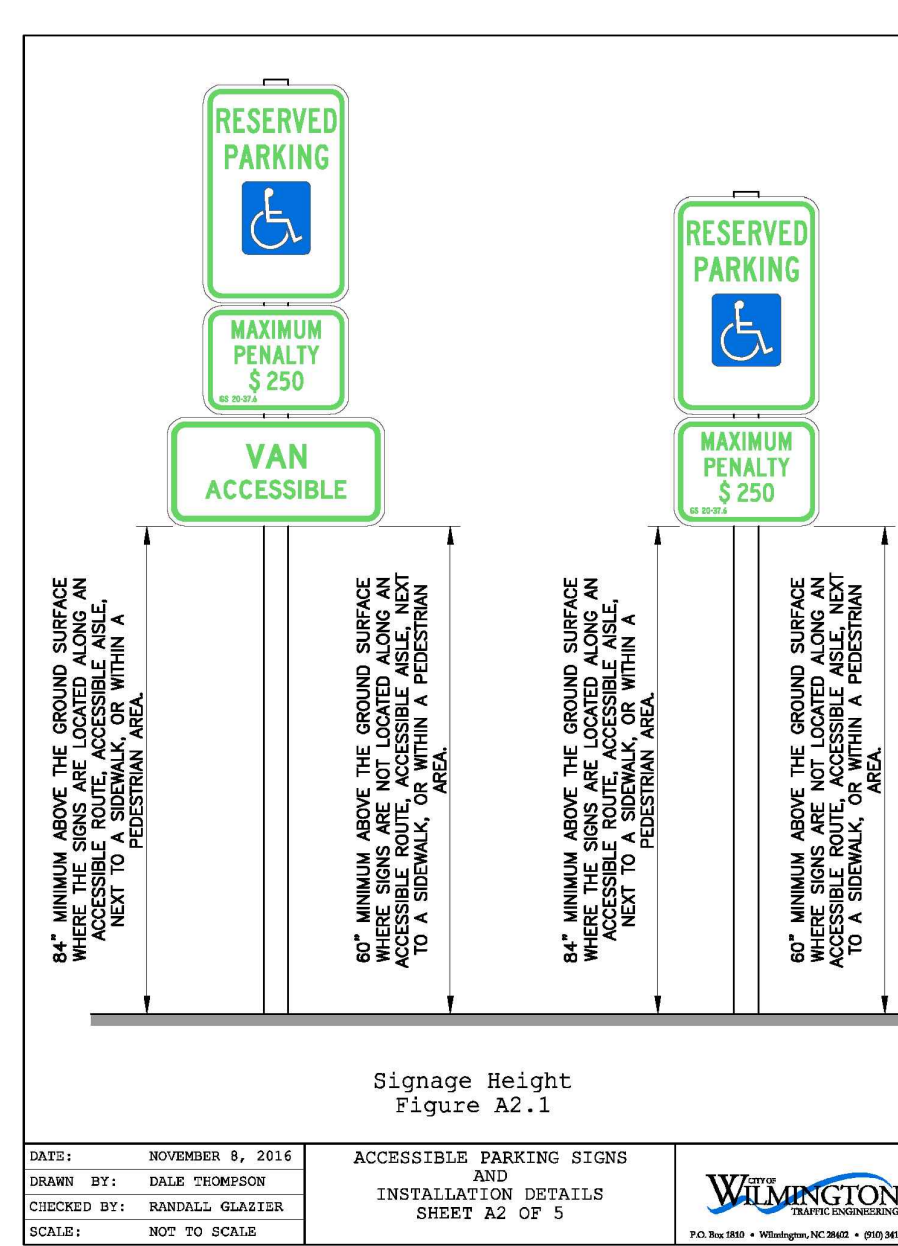 RESERVED
PARKING
MAXIMUM
PENALTY
$ 250
GS 20-37.6
VAN
ACCESSIBLE
RESERVED
PARKING
MAXIMUM
PENALTY
$ 250
GS 20-37.6
84" MINIMUM ABOVE THE GROUND SURFACE
WHERE THE SIGNS ARE LOCATED ALONG AN
ACCESSIBLE ROUTE, ACCESSIBLE AISLE,
NEXT TO A SIDEWALK, OR WITHIN A
PEDESTRIAN AREA.
60" MINIMUM ABOVE THE GROUND SURFACE
WHERE SIGNS ARE NOT LOCATED ALONG AN
ACCESSIBLE ROUTE, ACCESSIBLE AISLE, NEXT
TO A SIDEWALK, OR WITHIN A PEDESTRIAN
AREA.
84" MINIMUM ABOVE THE GROUND SURFACE
WHERE THE SIGNS ARE LOCATED ALONG AN
ACCESSIBLE ROUTE, ACCESSIBLE AISLE,
NEXT TO A SIDEWALK, OR WITHIN A
PEDESTRIAN AREA.
60" MINIMUM ABOVE THE GROUND SURFACE
WHERE SIGNS ARE NOT LOCATED ALONG AN
ACCESSIBLE ROUTE, ACCESSIBLE AISLE, NEXT
TO A SIDEWALK, OR WITHIN A PEDESTRIAN
AREA.
Signage Height
Figure A2.1
DATE: NOVEMBER 8, 2016
DRAWN BY: DALE THOMPSON
CHECKED BY: RANDALL GLAZIER
SCALE: NOT TO SCALE
ACCESSIBLE PARKING SIGNS
AND
INSTALLATION DETAILS
SHEET A2 OF 5
CITY OF
WILMINGTON
TRAFFIC ENGINEERING
P.O. Box 1810 • Wilmington, NC 28402 • (910) 341